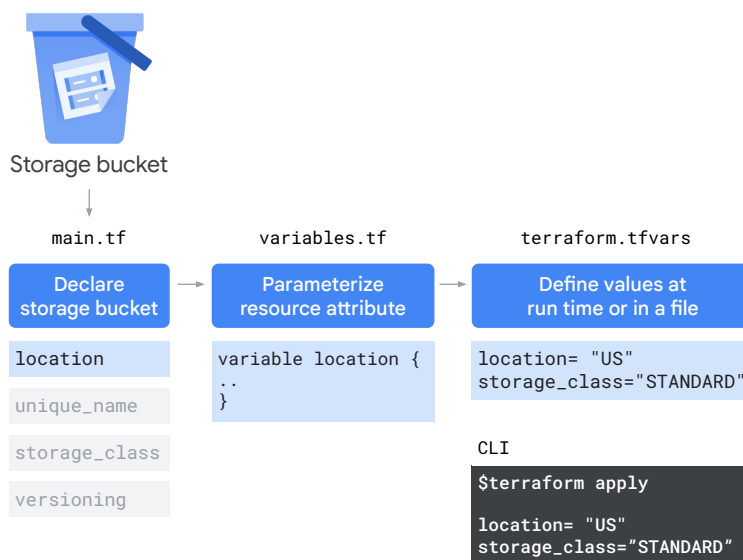 Storage bucket
main.tf
variables.tf
terraform.tfvars
Declare
storage bucket
Parameterize
resource attribute
Define values at
run time or in a file
location
unique_name
storage_class
versioning
variable location {
..
}
location= "US"
storage_class="STANDARD"
CLI
$terraform apply
location= "US"
storage_class=”STANDARD”